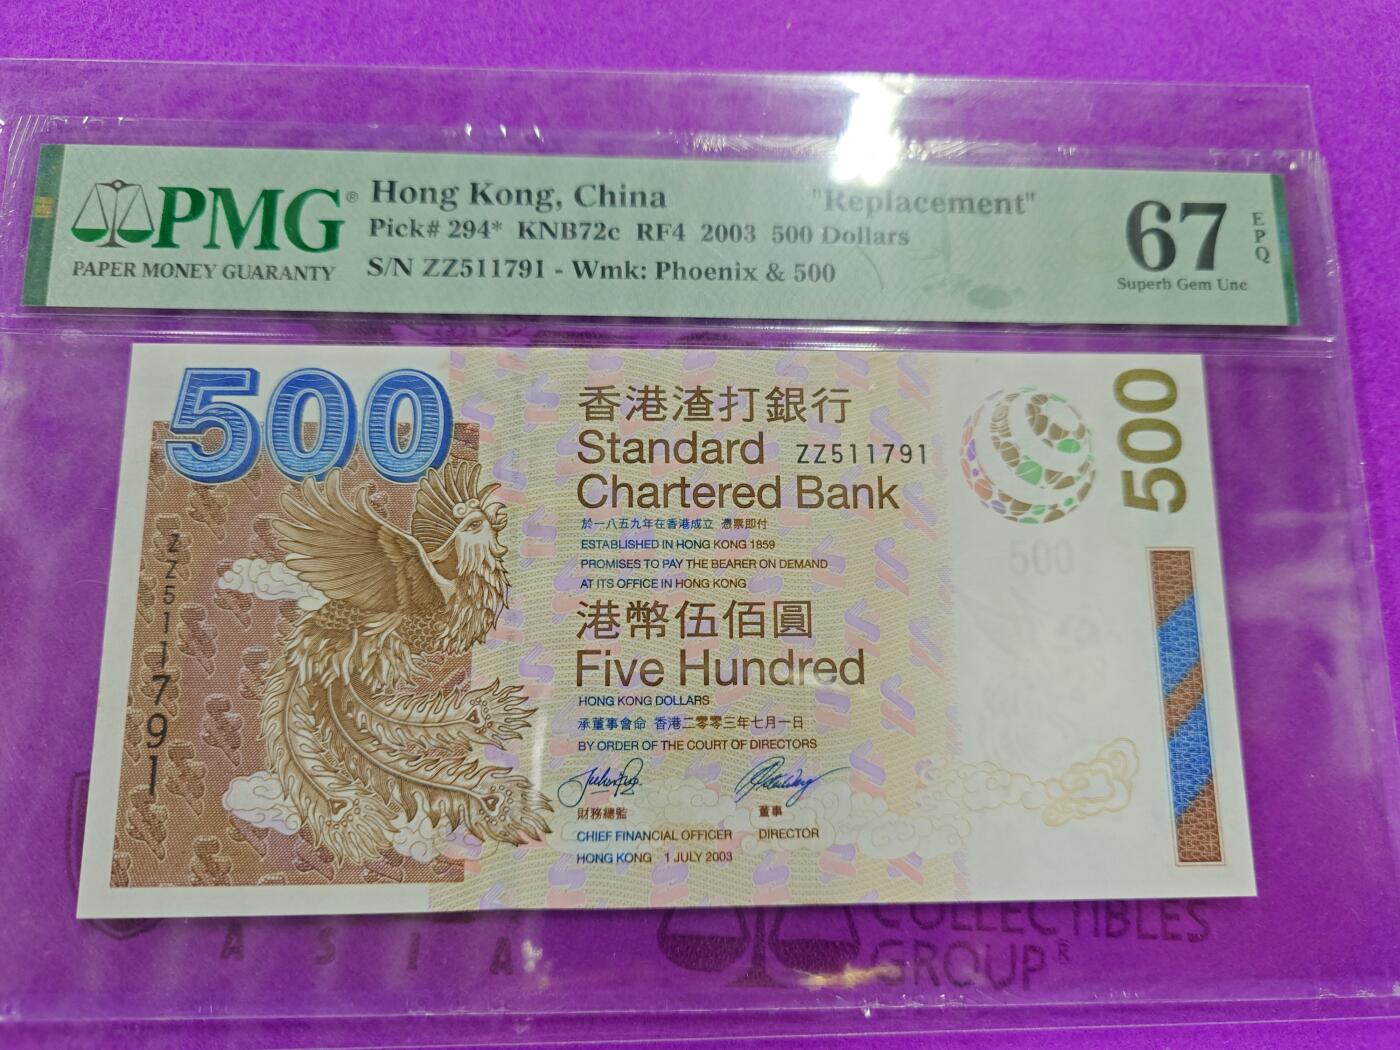 PMG®
PAPER MONEY GUARANTY
Hong Kong, China "Replacement"
Pick# 294* KNB72c RF4 2003 500 Dollars
S/N ZZ511791 - Wmk: Phoenix & 500
67
EPQ
Superb Gem Unc
500
香港渣打銀行
Standard ZZ511791
Chartered Bank
於一八五九年在香港成立 憑票即付
ESTABLISHED IN HONG KONG 1859
PROMISES TO PAY THE BEARER ON DEMAND
AT ITS OFFICE IN HONG KONG
港幣伍佰圓
Five Hundred
HONG KONG DOLLARS
承董事會命 香港二零零三年七月一日
BY ORDER OF THE COURT OF DIRECTORS
財務總監 董事
CHIEF FINANCIAL OFFICER DIRECTOR
HONG KONG 1 JULY 2003
ZZ511791
500
500
ASIA
COLLECTIBLES
GROUP®